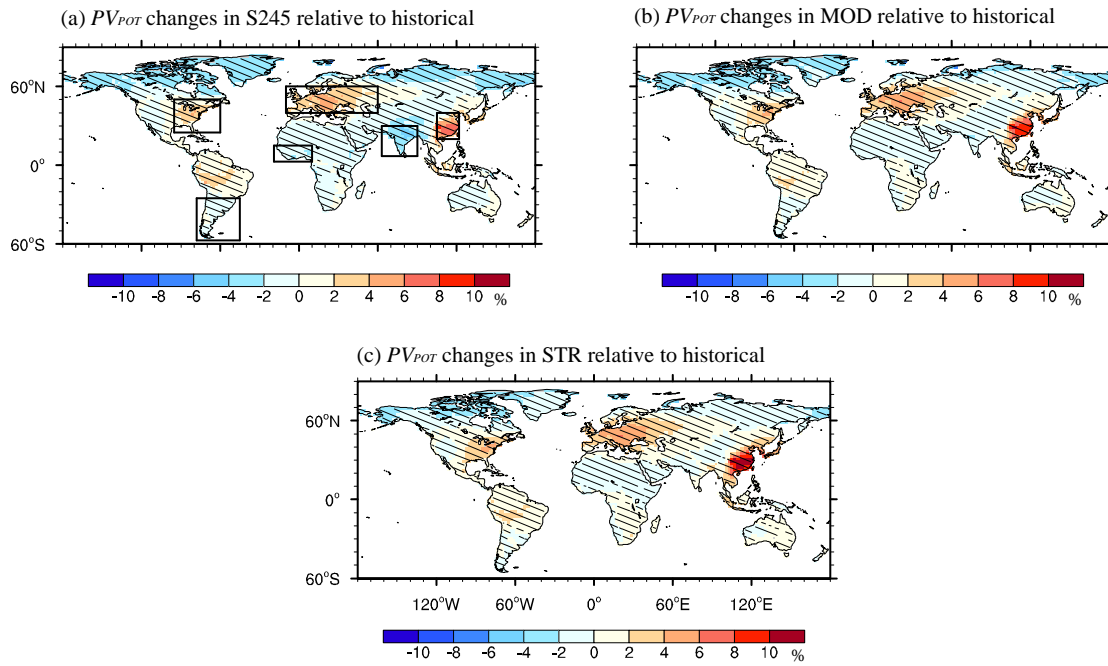 (a) PVPOT changes in S245 relative to historical
60°N
0°
60°S
-10 -8 -6 -4 -2 0 2 4 6 8 10 %
(b) PVPOT changes in MOD relative to historical
60°N
0°
60°S
-10 -8 -6 -4 -2 0 2 4 6 8 10 %
(c) PVPOT changes in STR relative to historical
60°N
0°
60°S
120°W 60°W 0° 60°E 120°E
-10 -8 -6 -4 -2 0 2 4 6 8 10 %